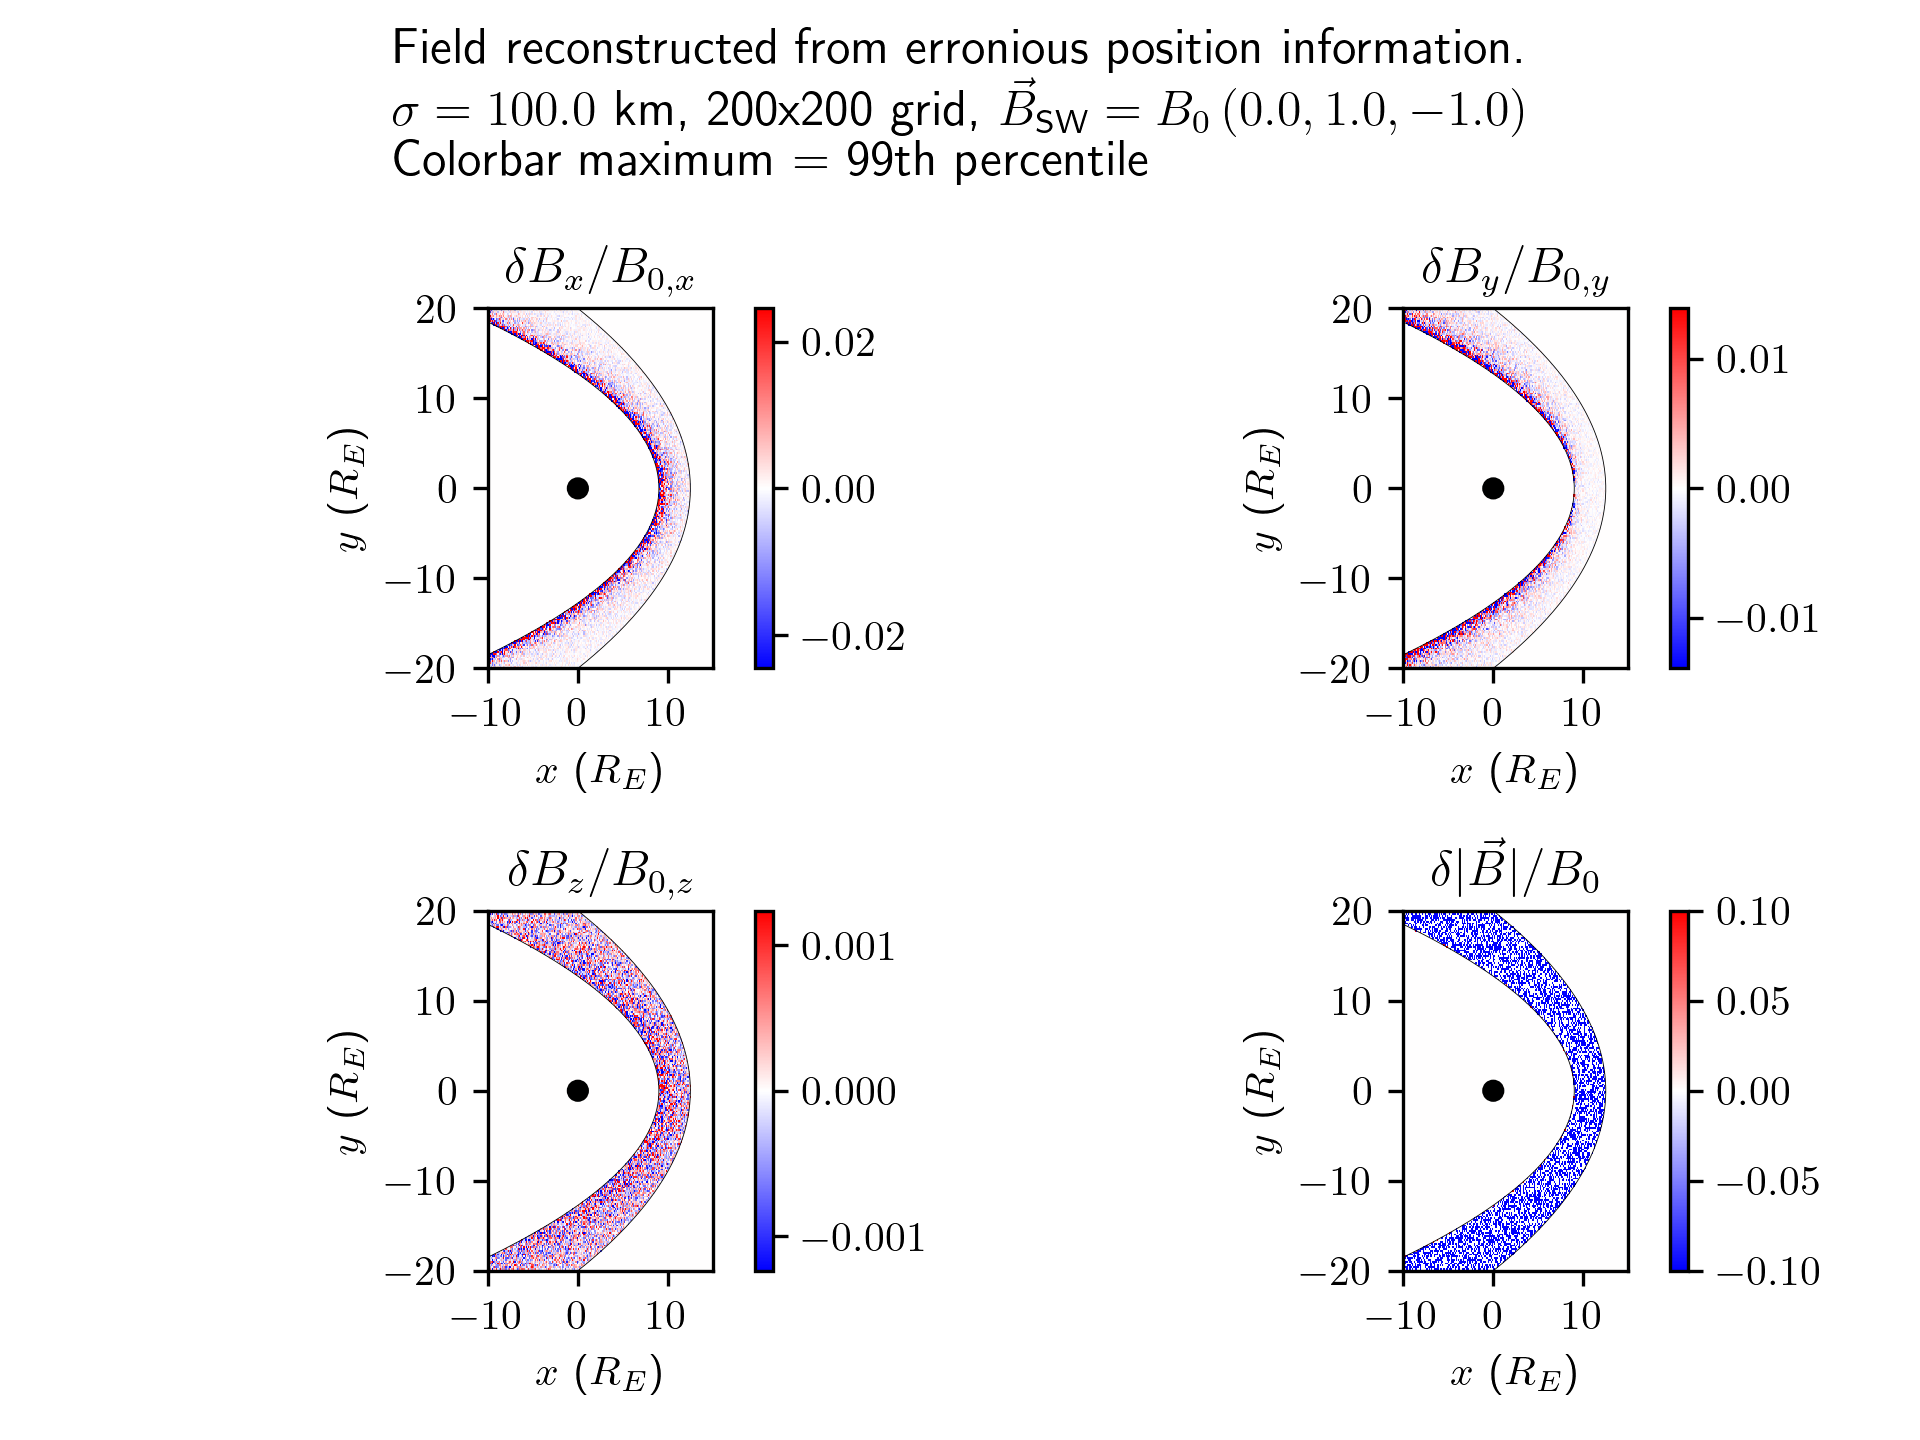 Field reconstructed from erronious position information.
σ = 100.0 km, 200x200 grid, B⃗_SW = B₀ (0.0, 1.0, −1.0)
Colorbar maximum = 99th percentile
δB_x/B_{0,x}
20
10
0
−10
−20
y (R_E)
−10 0 10
x (R_E)
0.02
0.00
−0.02
δB_y/B_{0,y}
20
10
0
−10
−20
y (R_E)
−10 0 10
x (R_E)
0.01
0.00
−0.01
δB_z/B_{0,z}
20
10
0
−10
−20
y (R_E)
−10 0 10
x (R_E)
0.001
0.000
−0.001
δ|B⃗|/B₀
20
10
0
−10
−20
y (R_E)
−10 0 10
x (R_E)
0.10
0.05
0.00
−0.05
−0.10